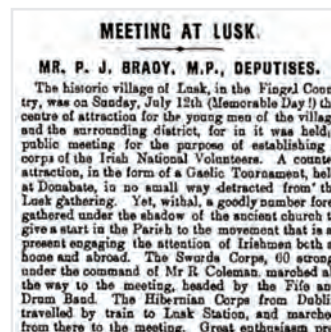 MEETING AT LUSK.
MR. P. J. BRADY, M.P., DEPUTISES.
The historic village of Lusk, in the Fingal Coun
try, was on Sunday, July 12th (Memorable Day!) th
centre of attraction for the young men of the villag
and the surrounding district, for in it was held
public meeting for the purpose of establishing
corps of the Irish National Volunteers. A count
attraction, in the form of a Gaelic Tournament, hel
at Donabate, in no small way detracted from the
Lusk gathering. Yet, withal, a goodly number fore
gathered under the shadow of the ancient church t
give a start in the Parish to the movement that is a
present engaging the attention of Irishmen both a
home and abroad. The Swords Corps, 60 strong
under the command of Mr R Coleman, marched al
the way to the meeting, headed by the Fife an
Drum Band. The Hibernian Corps from Dubli
travelled by train to Lusk Station, and marche
from there to the meeting. Great enthusiasm